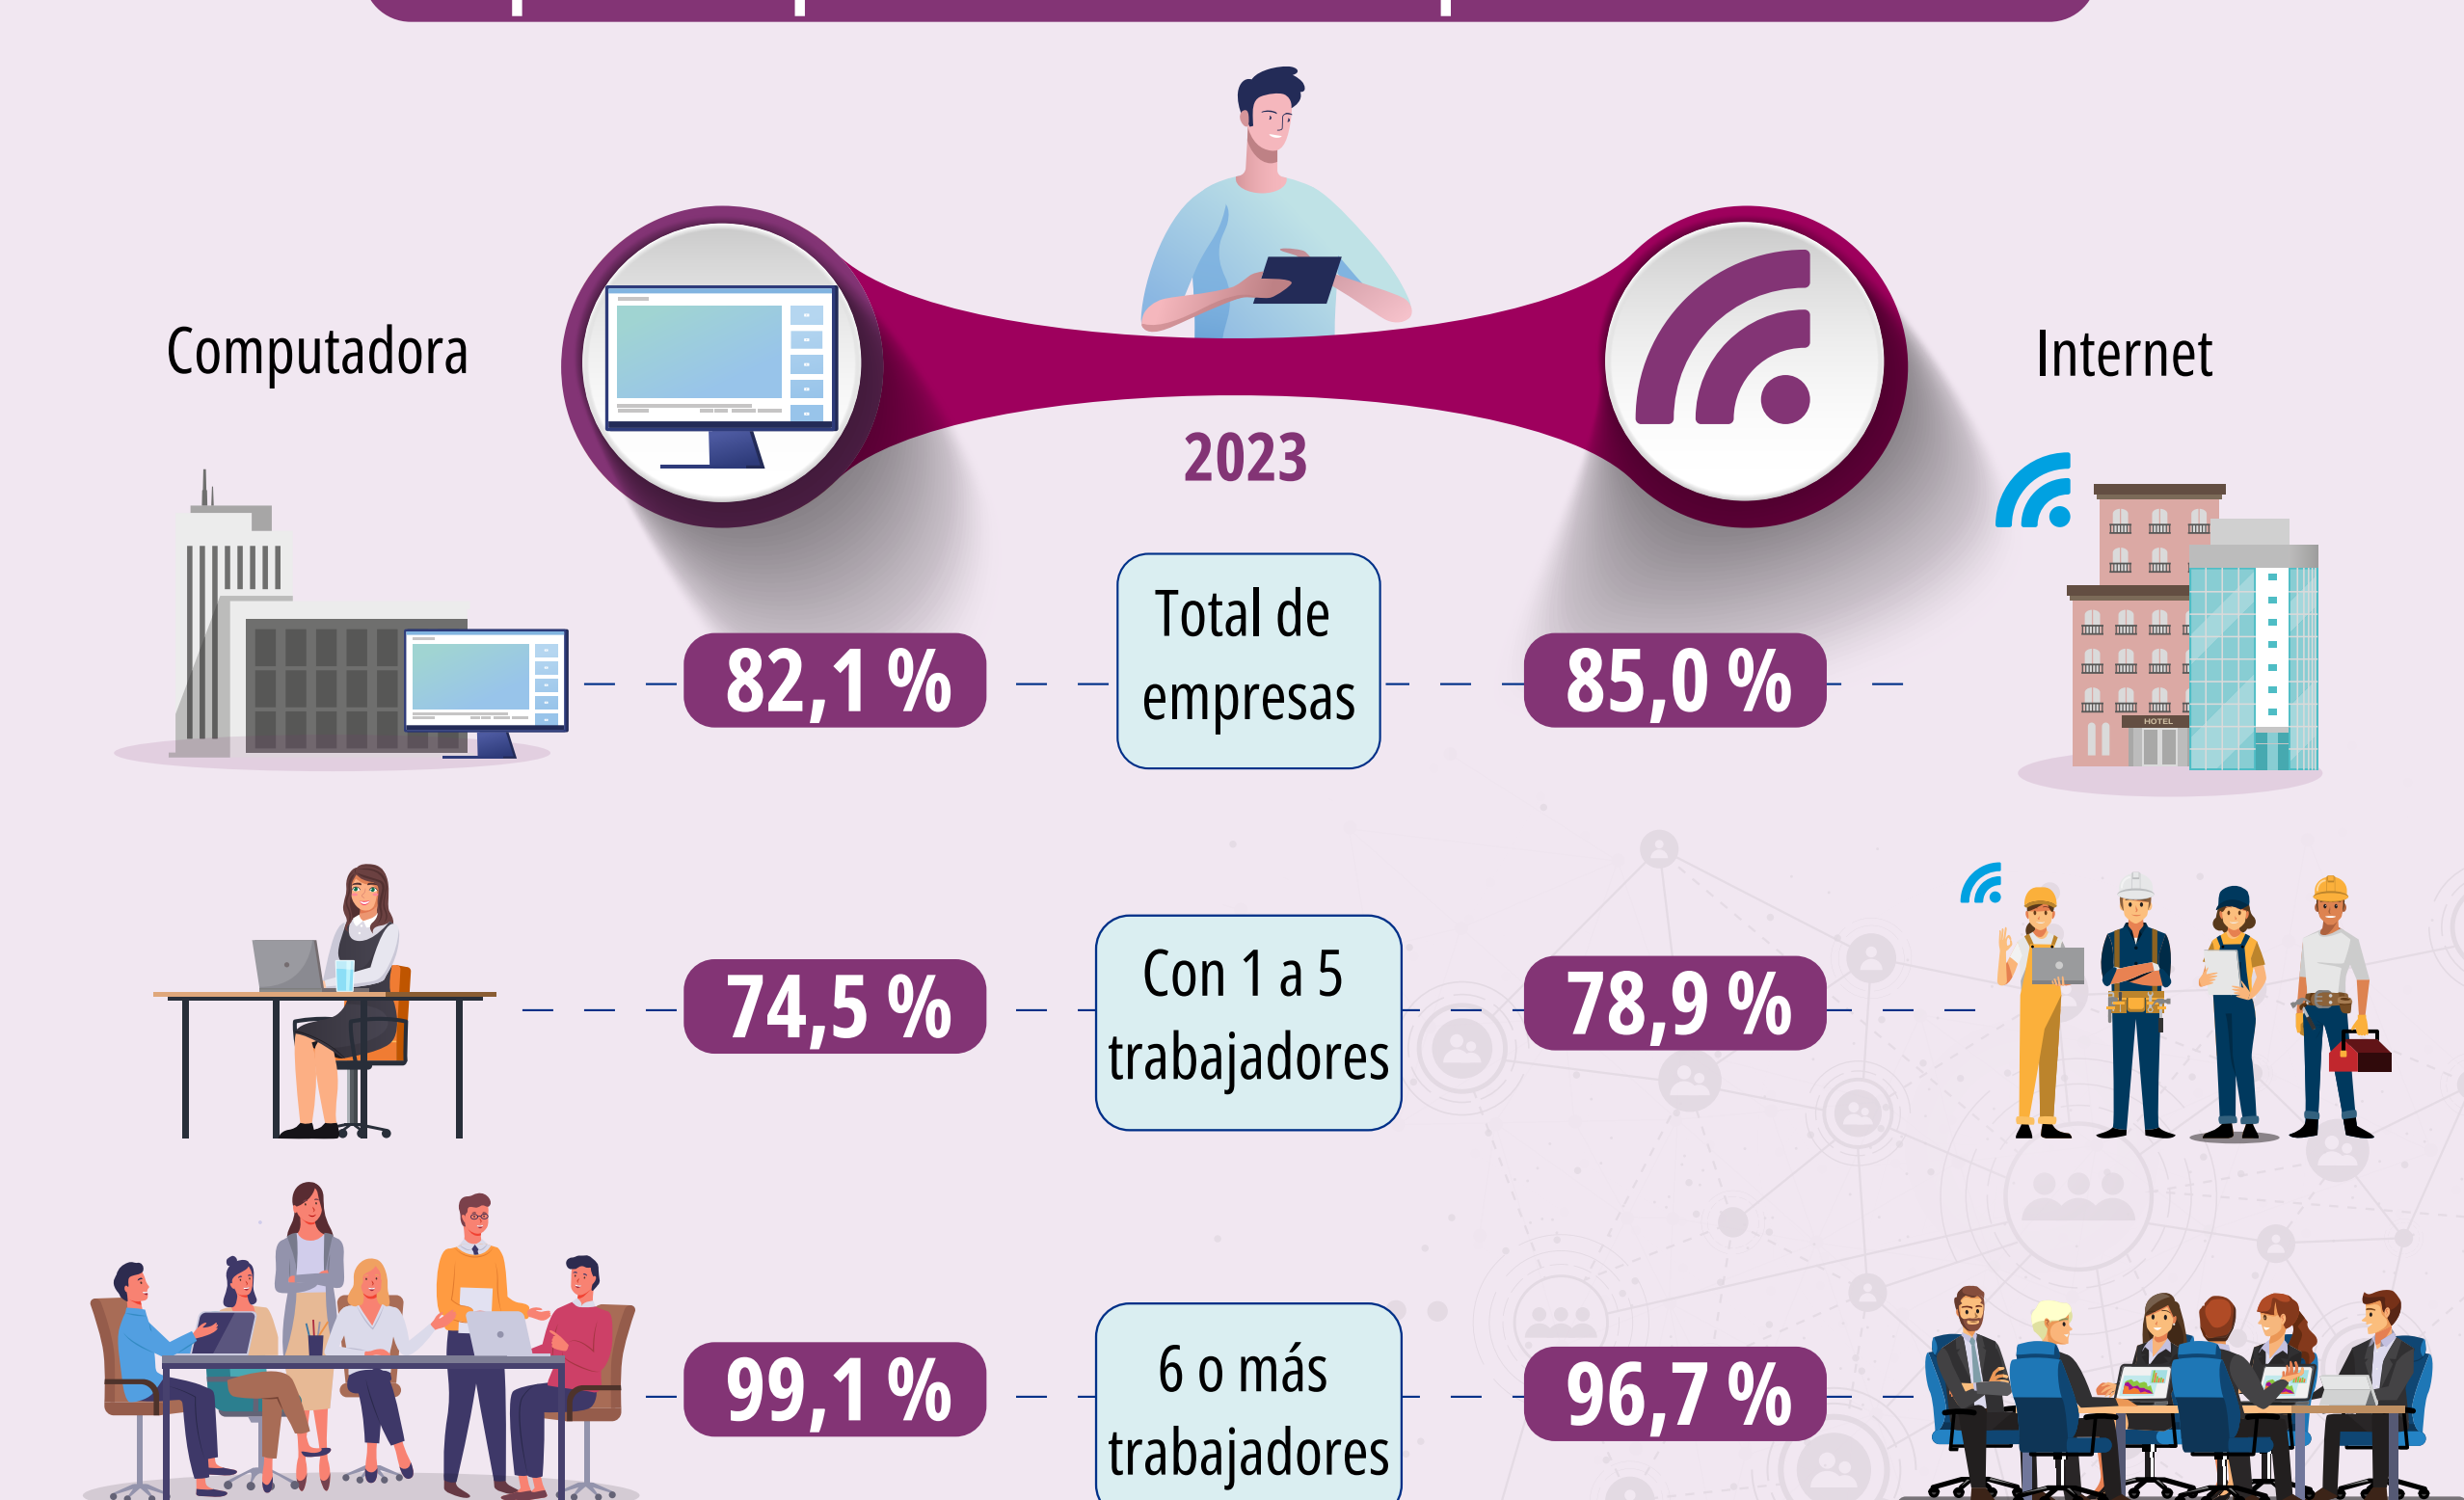 Computadora
Internet
2023
Total de
empresas
82,1 %
85,0 %
HOTEL
Con 1 a 5
trabajadores
74,5 %
78,9 %
6 o más
trabajadores
99,1 %
96,7 %